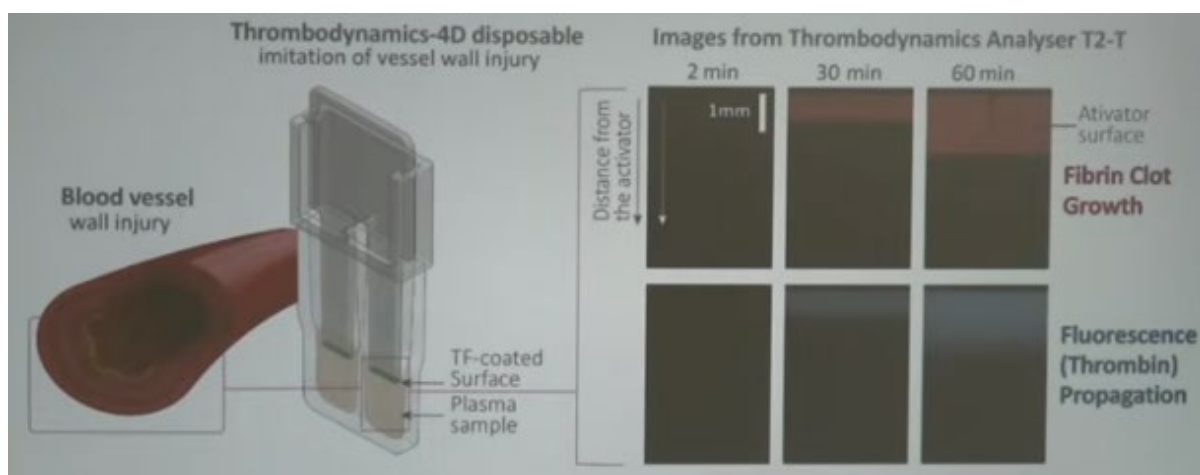 Thrombodynamics-4D disposable
imitation of vessel wall injury
Images from Thrombodynamics Analyser T2-T
2 min
30 min
60 min
1mm
Distance from
the activator
Ativator
surface
Fibrin Clot
Growth
Blood vessel
wall injury
TF-coated
Surface
Plasma
sample
Fluorescence
(Thrombin)
Propagation